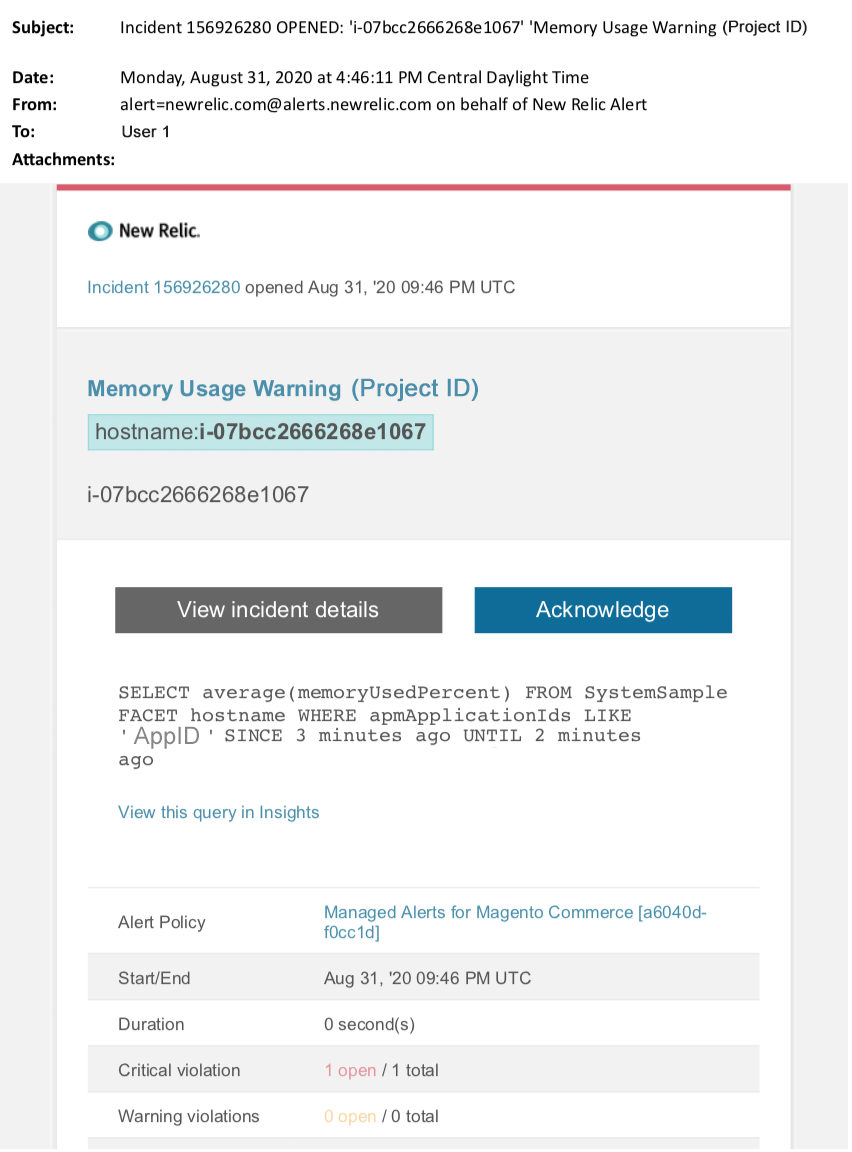 Subject: Incident 156926280 OPENED: 'i-07bcc2666268e1067' 'Memory Usage Warning (Project ID)
Date: Monday, August 31, 2020 at 4:46:11 PM Central Daylight Time
From: alert=newrelic.com@alerts.newrelic.com on behalf of New Relic Alert
To: User 1
Attachments:
New Relic.
Incident 156926280 opened Aug 31, '20 09:46 PM UTC
Memory Usage Warning (Project ID)
hostname:i-07bcc2666268e1067
i-07bcc2666268e1067
View incident details Acknowledge
SELECT average(memoryUsedPercent) FROM SystemSample
FACET hostname WHERE apmApplicationIds LIKE
' AppID ' SINCE 3 minutes ago UNTIL 2 minutes
ago
View this query in Insights
Alert Policy Managed Alerts for Magento Commerce [a6040d-
f0cc1d]
Start/End Aug 31, '20 09:46 PM UTC
Duration 0 second(s)
Critical violation 1 open / 1 total
Warning violations 0 open / 0 total